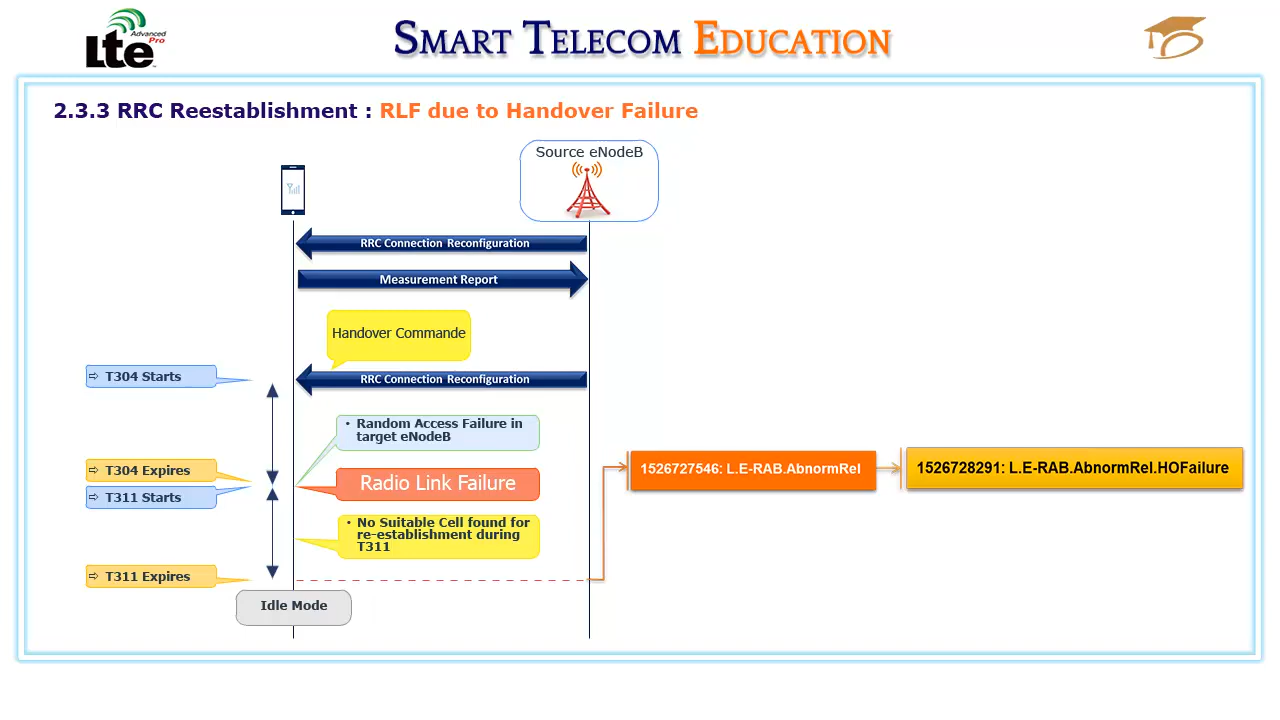 Advanced
Pro
Lte
SMART TELECOM EDUCATION
2.3.3 RRC Reestablishment : RLF due to Handover Failure
Source eNodeB
RRC Connection Reconfiguration
Measurement Report
Handover Commande
⇨ T304 Starts
RRC Connection Reconfiguration
• Random Access Failure in
target eNodeB
⇨ T304 Expires
Radio Link Failure
1526727546: L.E-RAB.AbnormRel
1526728291: L.E-RAB.AbnormRel.HOFailure
⇨ T311 Starts
• No Suitable Cell found for
re-establishment during
T311
⇨ T311 Expires
Idle Mode